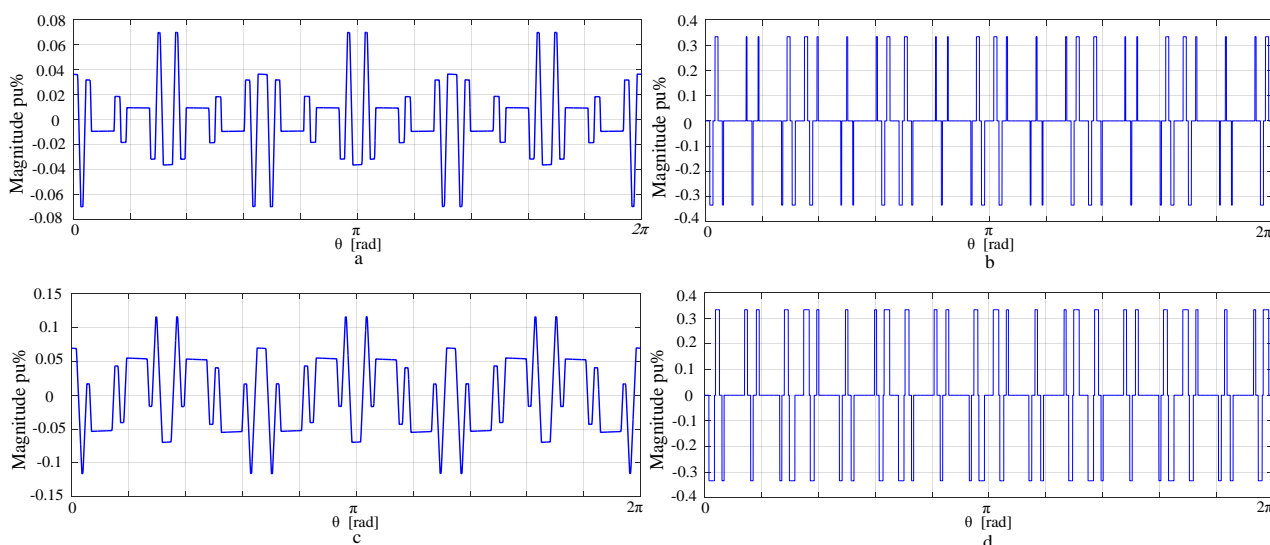 0.08
0.06
0.04
0.02
0
-0.02
-0.04
-0.06
-0.08
Magnitude pu%
0 π 2π
θ [rad]
a
0.4
0.3
0.2
0.1
0
-0.1
-0.2
-0.3
-0.4
Magnitude pu%
0 π 2π
θ [rad]
b
0.15
0.1
0.05
0
-0.05
-0.1
-0.15
Magnitude pu%
0 π 2π
θ [rad]
c
0.4
0.3
0.2
0.1
0
-0.1
-0.2
-0.3
-0.4
Magnitude pu%
0 π 2π
θ [rad]
d